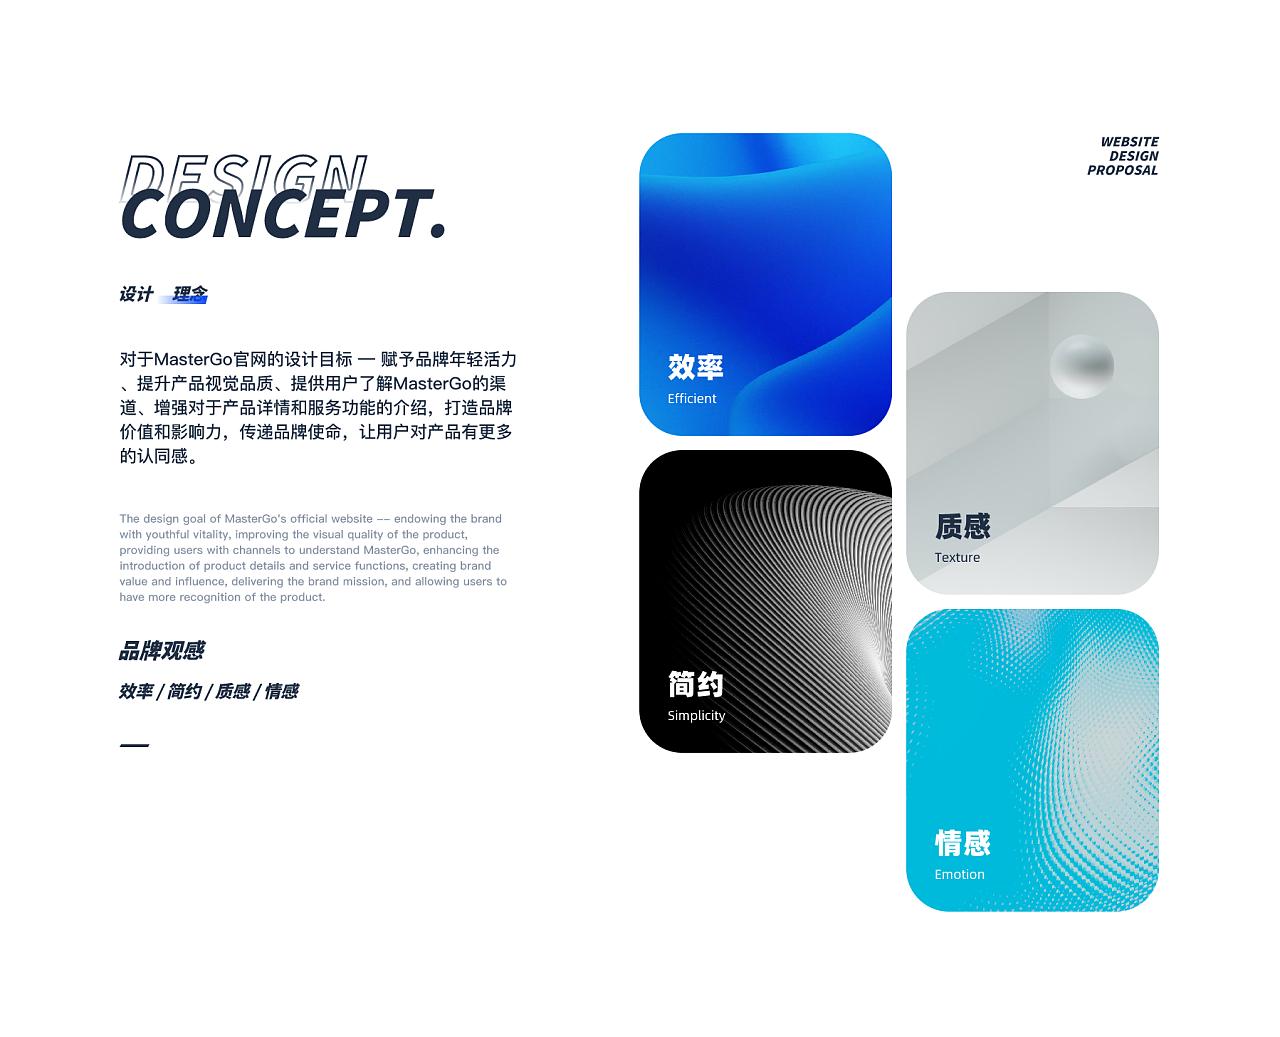 DESIGN
CONCEPT.
设计 理念
对于MasterGo官网的设计目标 — 赋予品牌年轻活力
、提升产品视觉品质、提供用户了解MasterGo的渠
道、增强对于产品详情和服务功能的介绍，打造品牌
价值和影响力，传递品牌使命，让用户对产品有更多
的认同感。
The design goal of MasterGo's official website –– endowing the brand
with youthful vitality, improving the visual quality of the product,
providing users with channels to understand MasterGo, enhancing the
introduction of product details and service functions, creating brand
value and influence, delivering the brand mission, and allowing users to
have more recognition of the product.
品牌观感
效率 / 简约 / 质感 / 情感
效率
Efficient
简约
Simplicity
WEBSITE
DESIGN
PROPOSAL
质感
Texture
情感
Emotion